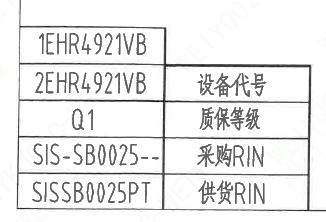 1EHR4921VB
2EHR4921VB 设备代号
Q1 质保等级
SIS-SB0025-- 采购RIN
SISSB0025PT 供货RIN